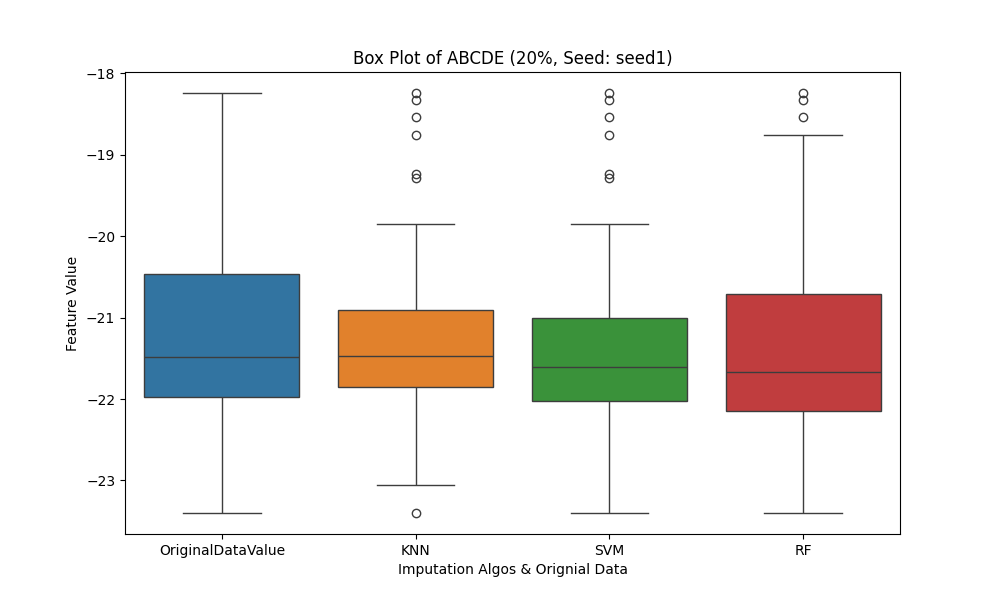 Box Plot of ABCDE (20%, Seed: seed1)
−18
−19
−20
−21
−22
−23
Feature Value
OriginalDataValue
KNN
SVM
RF
Imputation Algos & Orignial Data